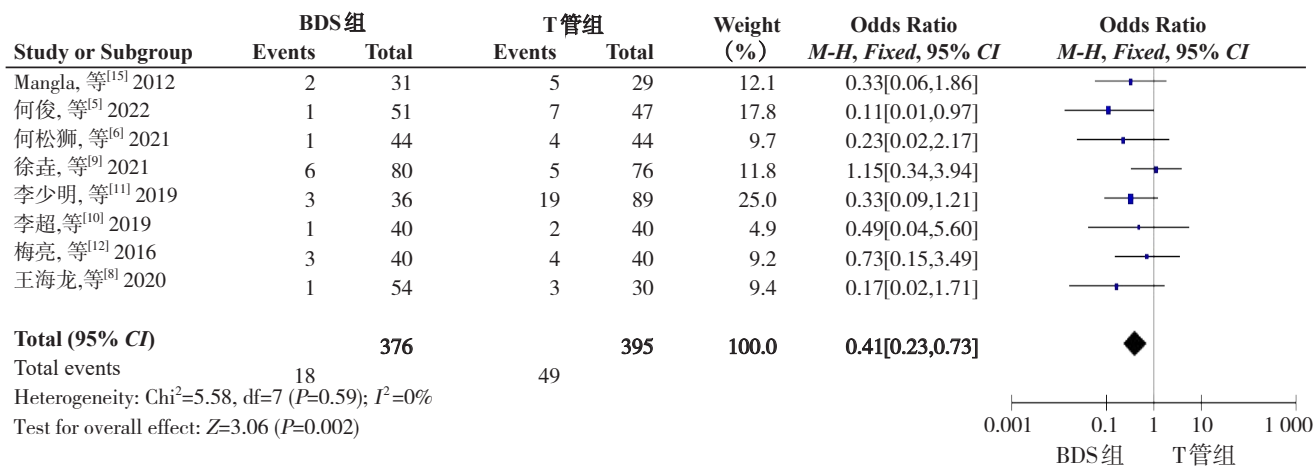 BDS组 T管组 Weight Odds Ratio Odds Ratio
Study or Subgroup Events Total Events Total （%） M-H, Fixed, 95% CI M-H, Fixed, 95% CI
Mangla, 等[15] 2012 2 31 5 29 12.1 0.33[0.06,1.86]
何俊, 等[5] 2022 1 51 7 47 17.8 0.11[0.01,0.97]
何松狮, 等[6] 2021 1 44 4 44 9.7 0.23[0.02,2.17]
徐垚, 等[9] 2021 6 80 5 76 11.8 1.15[0.34,3.94]
李少明, 等[11] 2019 3 36 19 89 25.0 0.33[0.09,1.21]
李超, 等[10] 2019 1 40 2 40 4.9 0.49[0.04,5.60]
梅亮, 等[12] 2016 3 40 4 40 9.2 0.73[0.15,3.49]
王海龙,等[8] 2020 1 54 3 30 9.4 0.17[0.02,1.71]
Total (95% CI) 376 395 100.0 0.41[0.23,0.73]
Total events 18 49
Heterogeneity: Chi²=5.58, df=7 (P=0.59); I²=0%
Test for overall effect: Z=3.06 (P=0.002)
0.001 0.1 1 10 1 000
BDS组 T管组